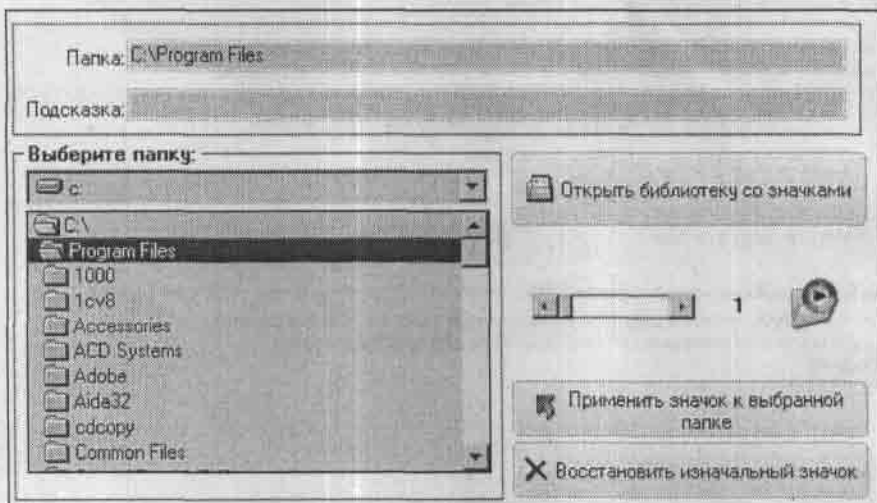 Папка: C:\Program Files
Подсказка:
Выберите папку:
c:
C:\
Program Files
1000
1cv8
Accessories
ACD Systems
Adobe
Aida32
cdcopy
Common Files
Открыть библиотеку со значками
1
Применить значок к выбранной
папке
Восстановить изначальный значок